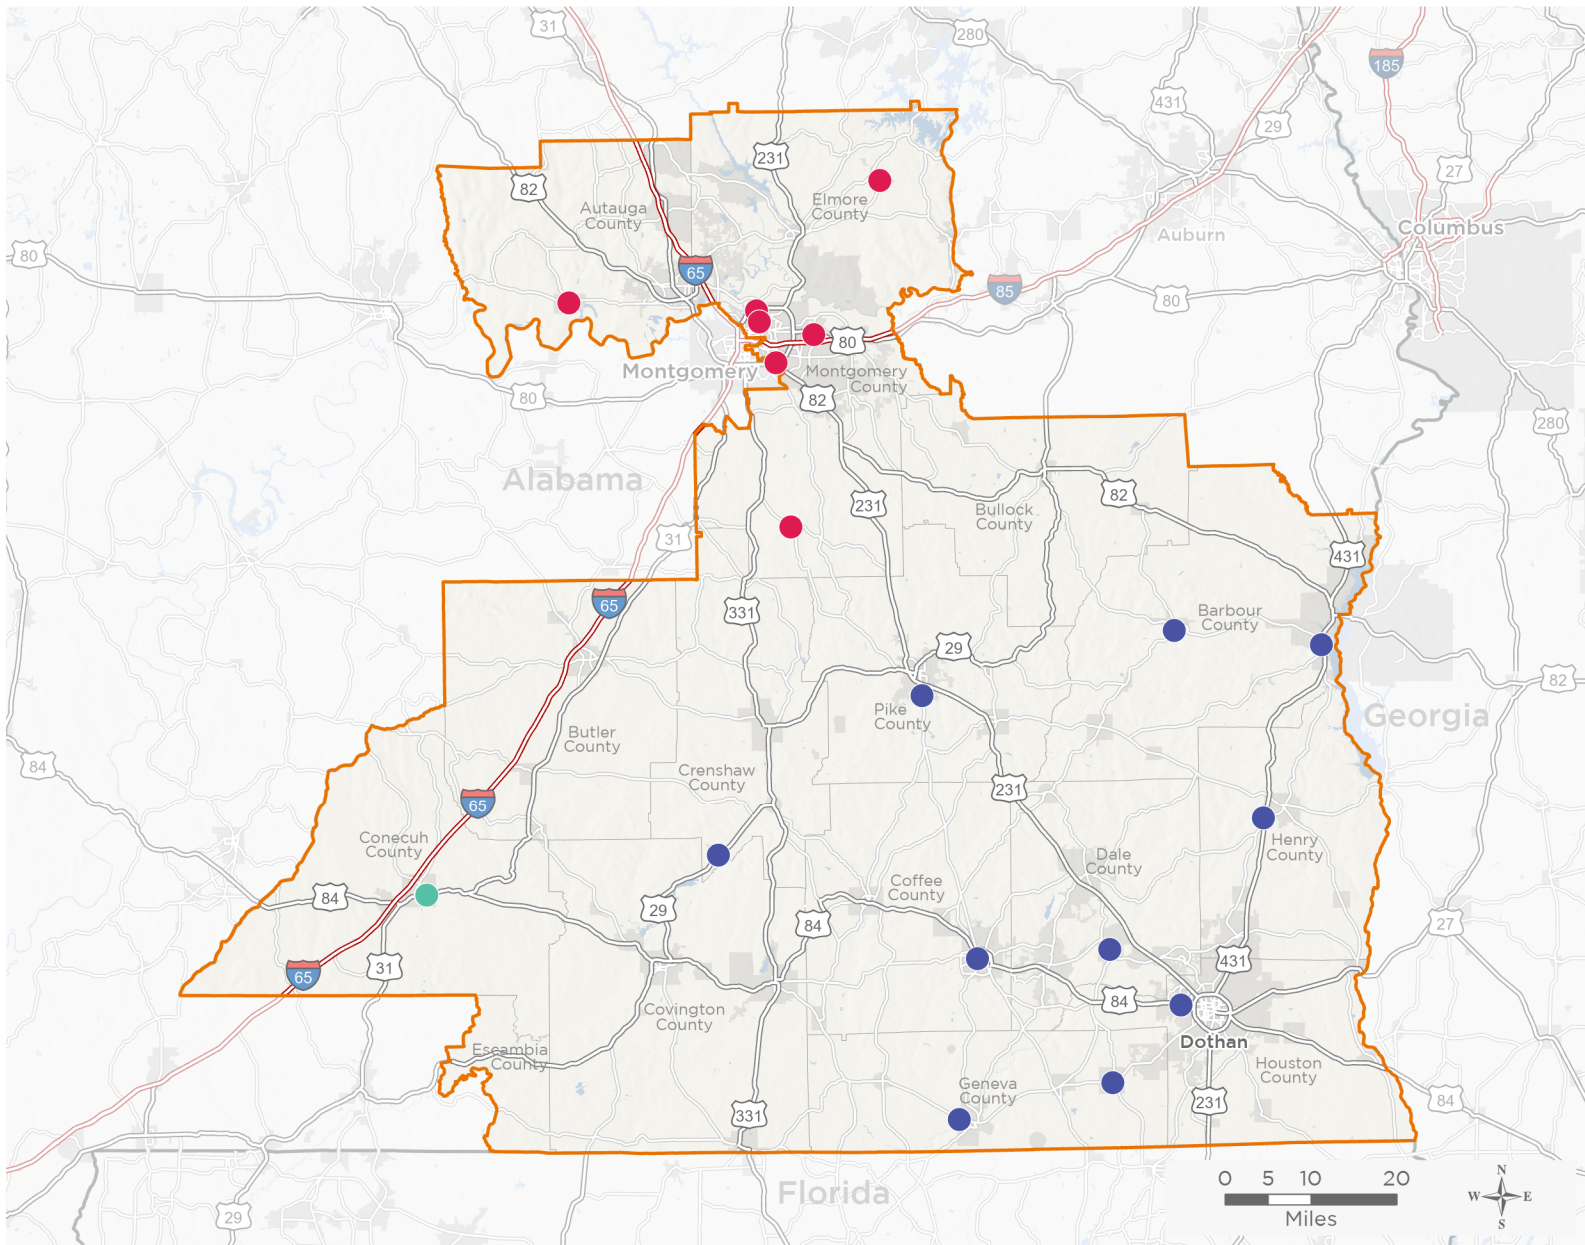 31
280
185
431
29
231
27
82
Elmore
County
Autauga
County
Columbus
Auburn
80
65
85
80
80
Montgomery
Montgomery
County
80
82
280
Alabama
82
231
Bullock
County
31
431
65
331
Barbour
County
29
82
Pike
County
Georgia
Butler
County
84
Crenshaw
County
231
65
Conecuh
County
Henry
County
Dale
County
Coffee
County
84
29
84
27
431
31
65
84
Covington
County
Dothan
Escambia
County
Houston
County
Geneva
County
231
84
331
Florida
0 5 10 20
Miles
N
W E
S
29